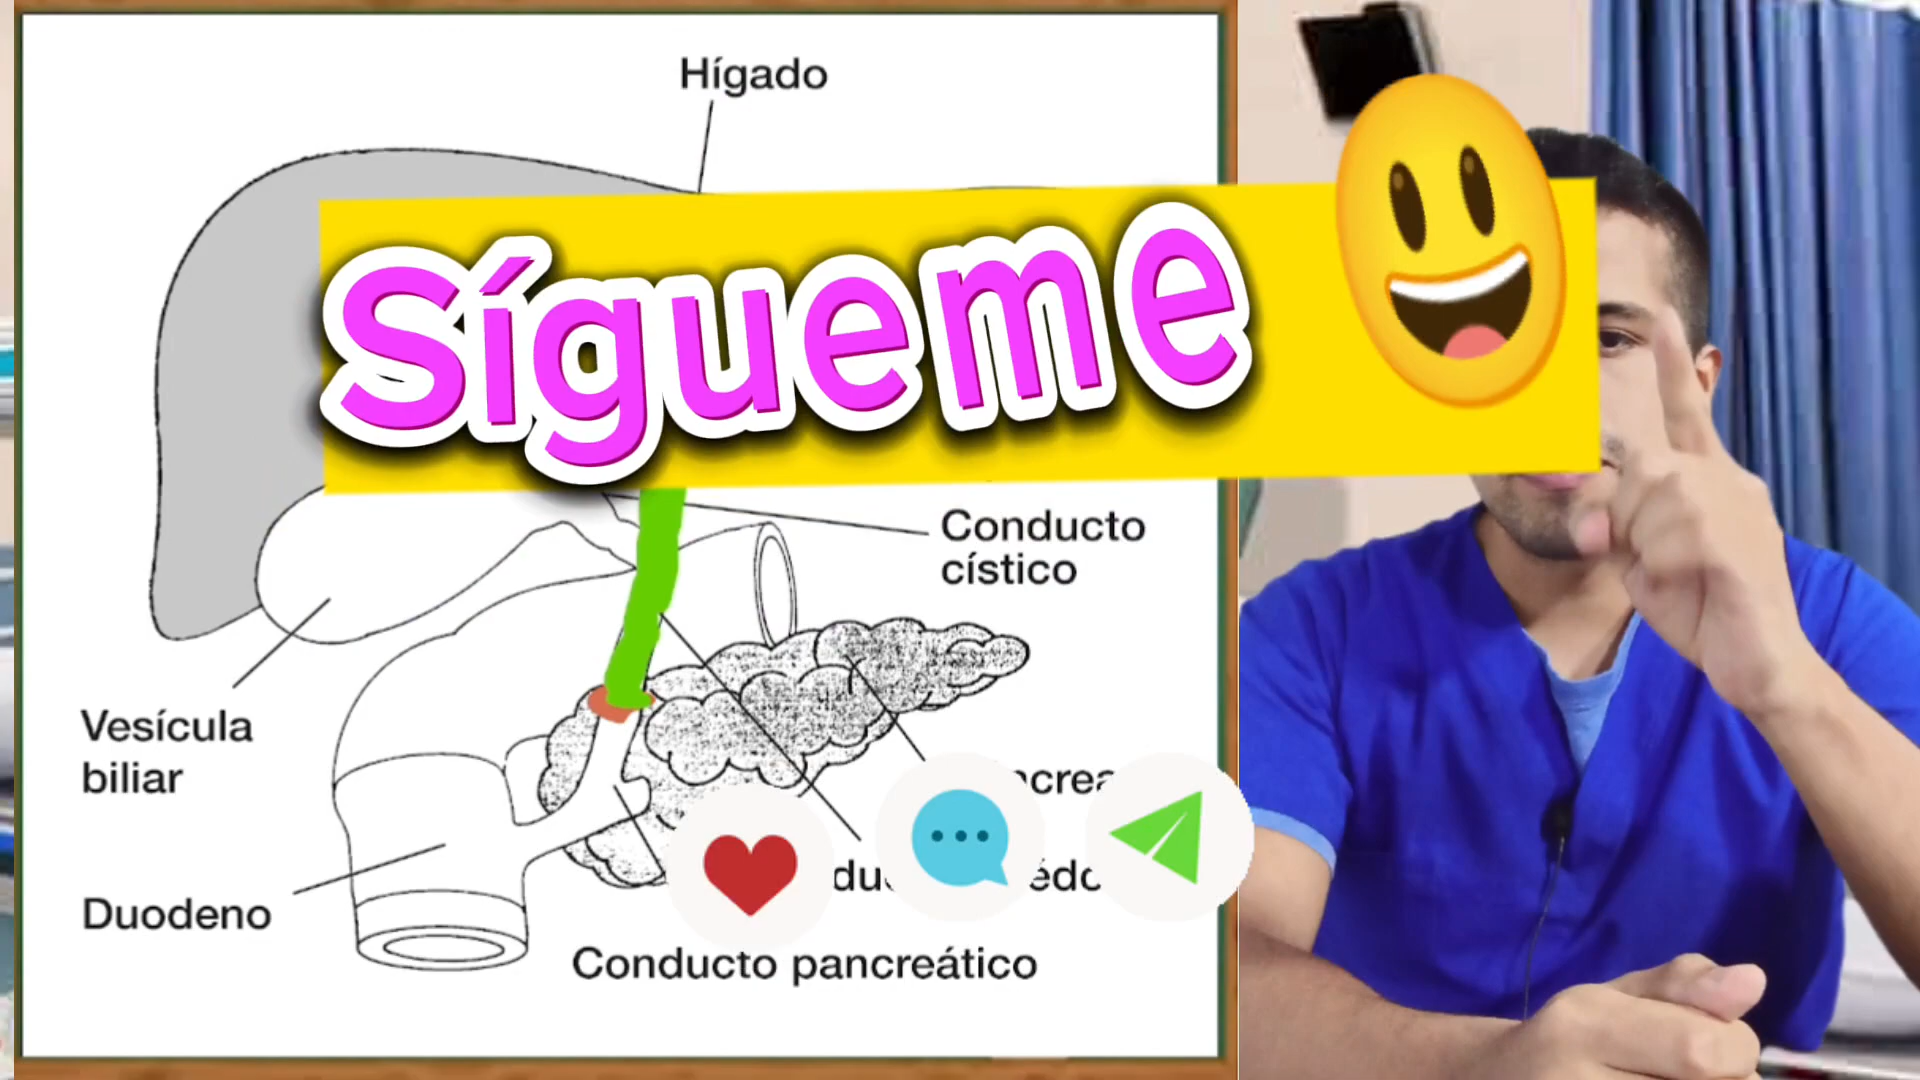 Hígado
Sígueme
Conducto
cístico
Vesícula
biliar
Duodeno
Conducto pancreático